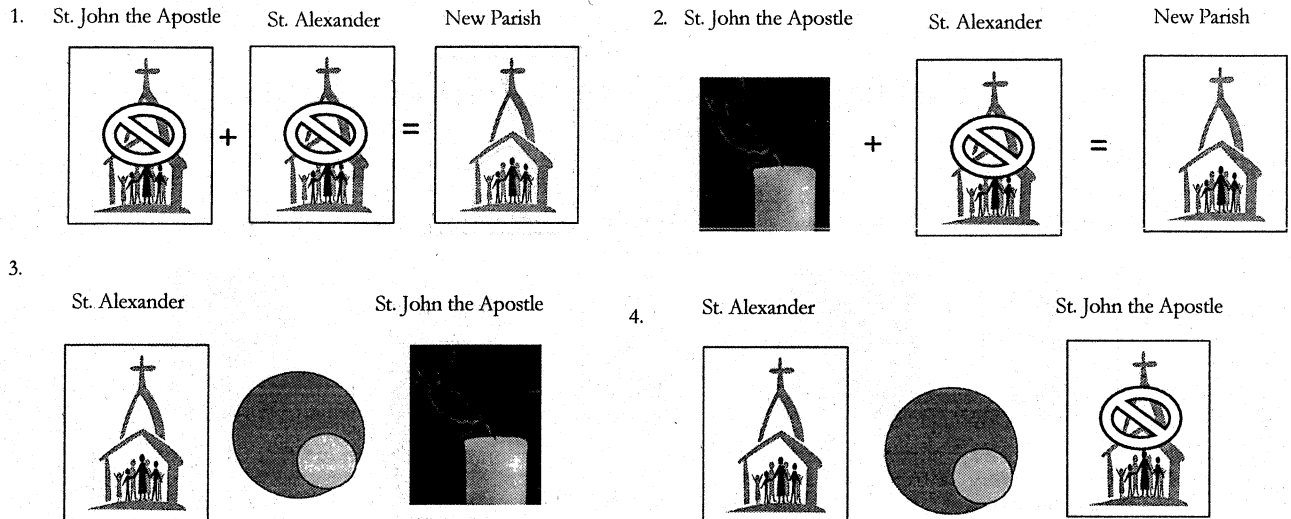 1. St. John the Apostle St. Alexander New Parish
+ =
2. St. John the Apostle St. Alexander New Parish
+ =
3.
St. Alexander St. John the Apostle
4. St. Alexander St. John the Apostle